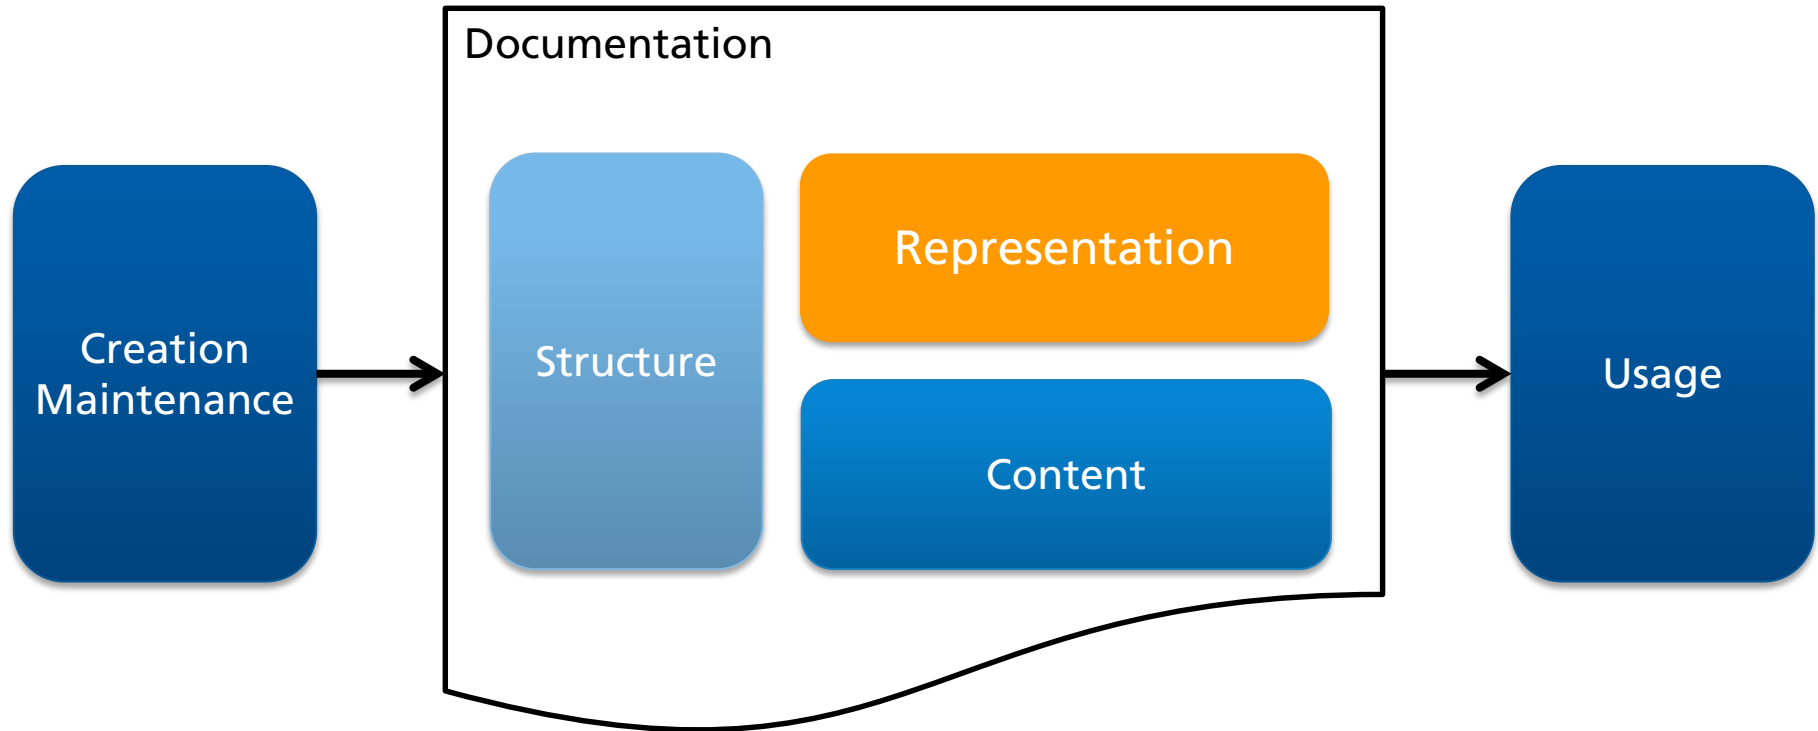 Documentation
Creation
Maintenance
Structure
Representation
Content
Usage